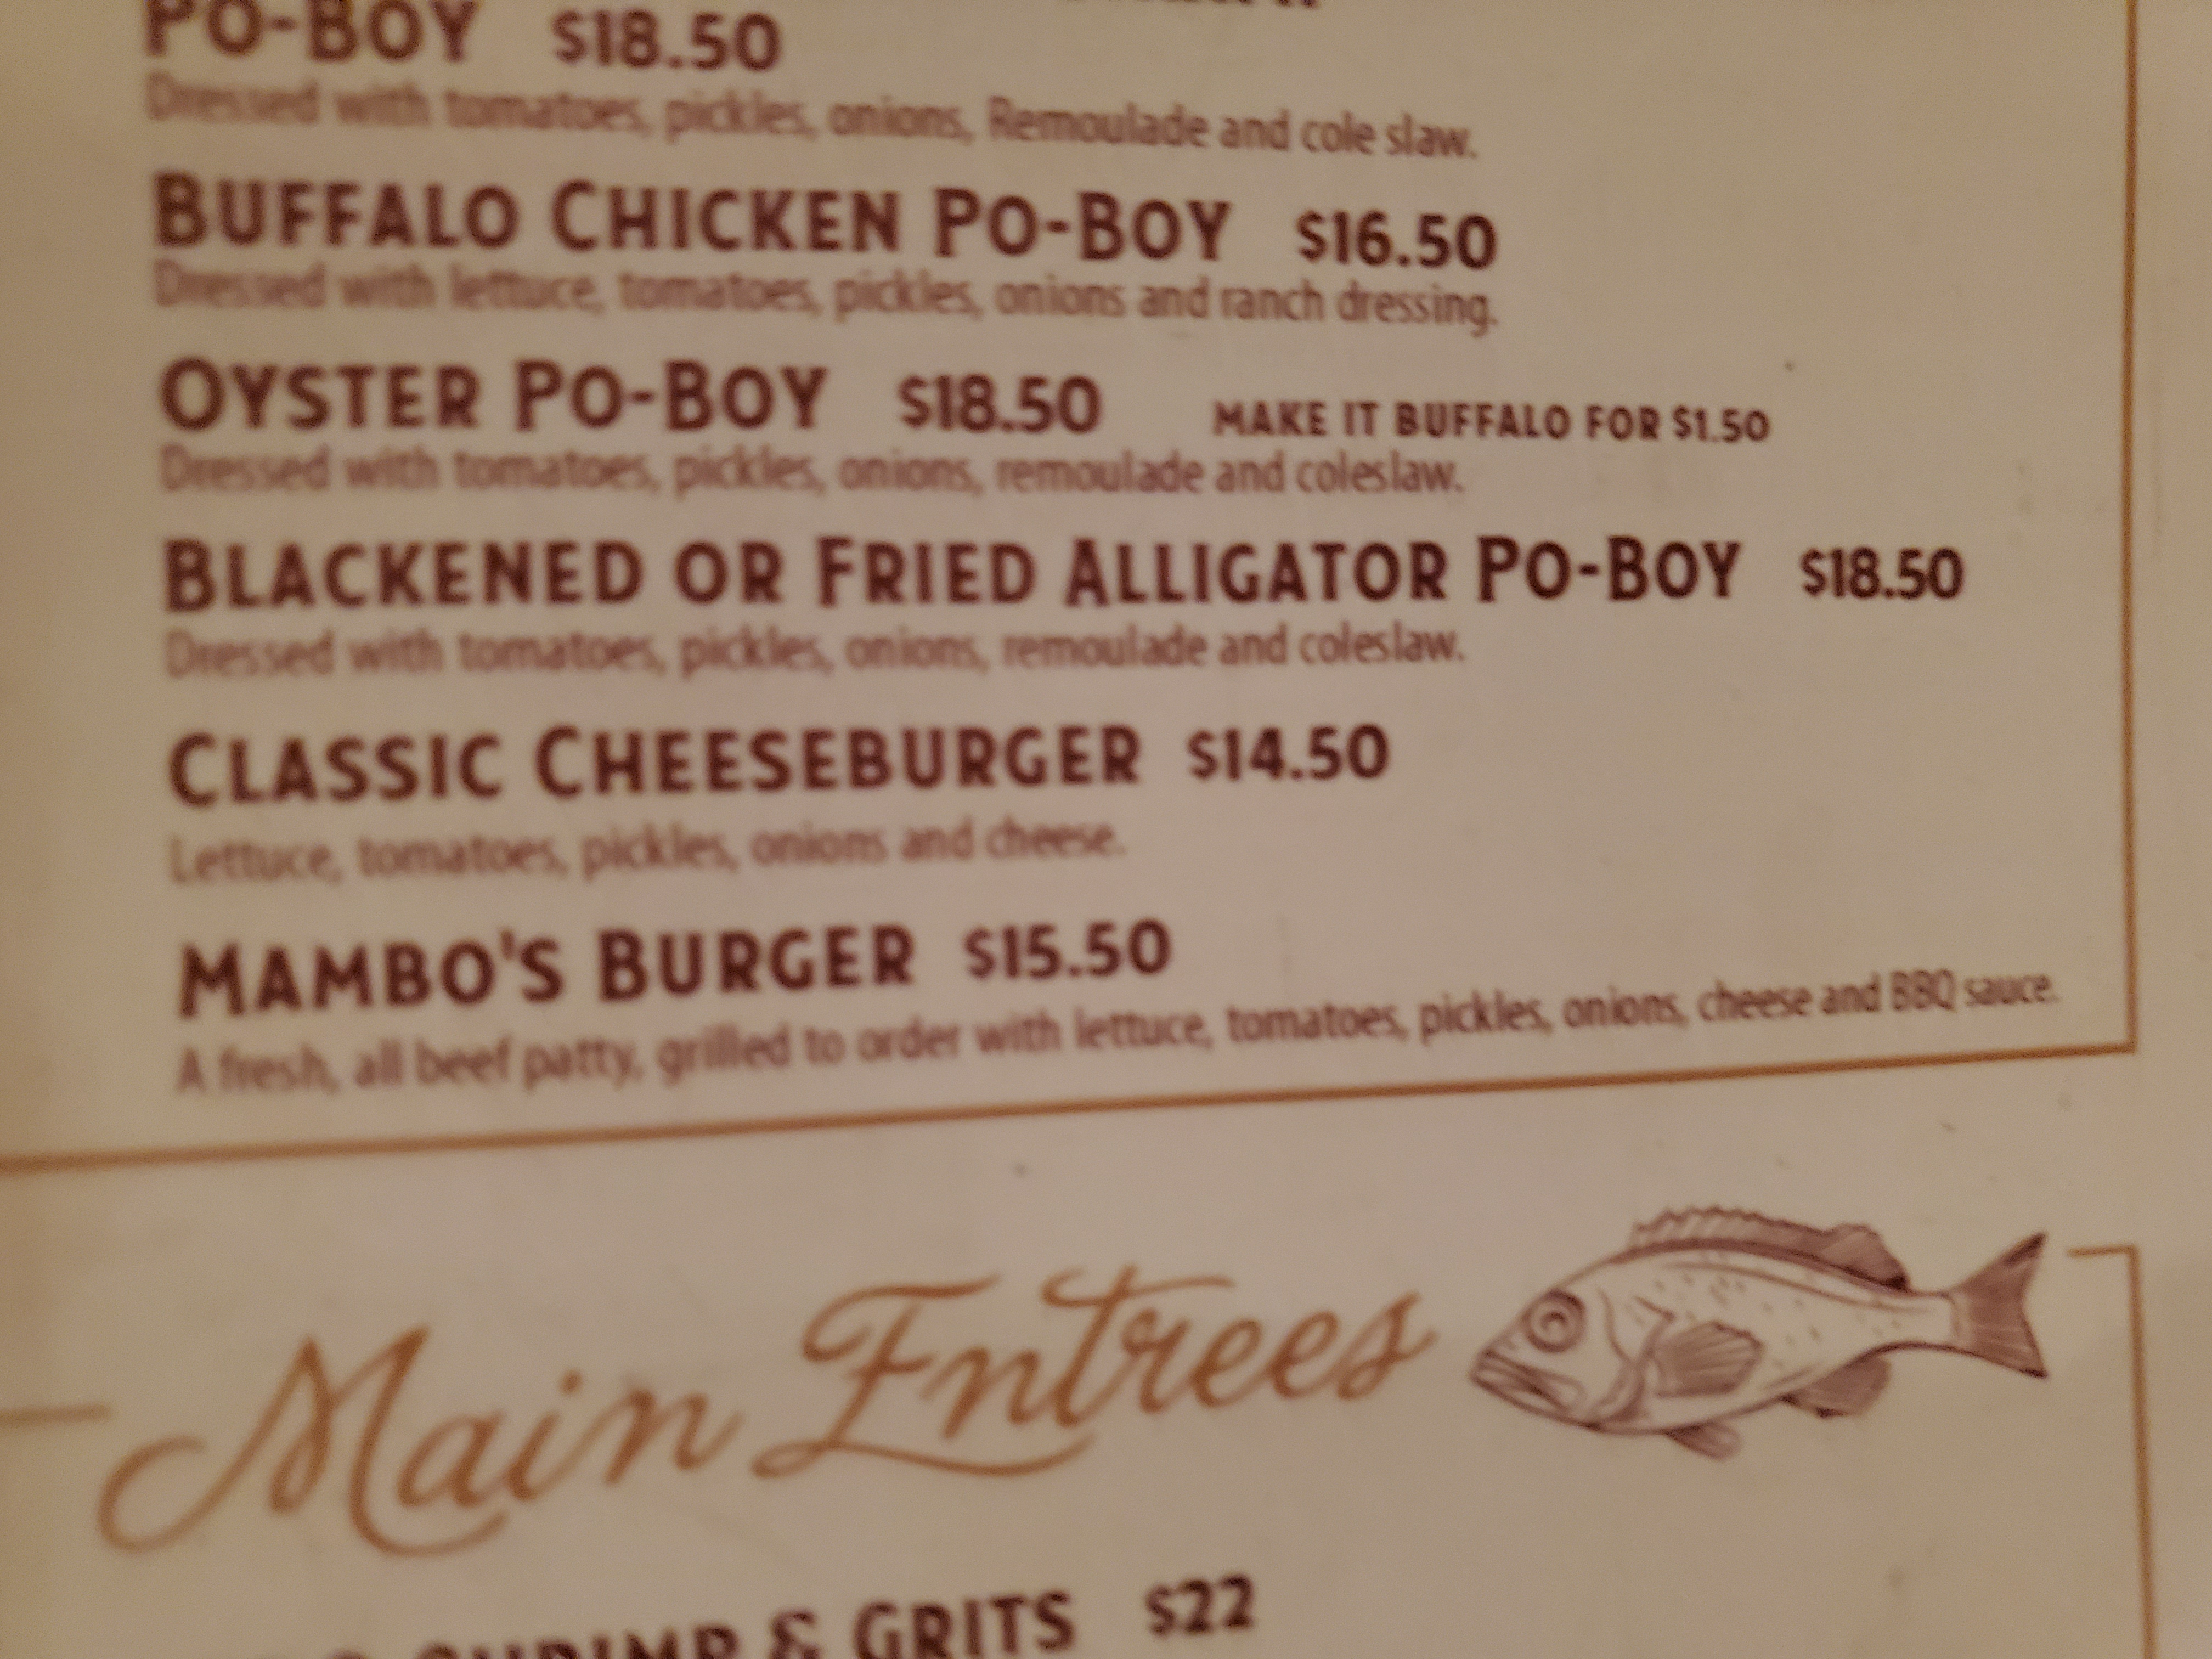 PO-BOY $18.50
Dressed with tomatoes, pickles, onions, Remoulade and cole slaw.
BUFFALO CHICKEN PO-BOY $16.50
Dressed with lettuce, tomatoes, pickles, onions and ranch dressing.
OYSTER PO-BOY $18.50 MAKE IT BUFFALO FOR $1.50
Dressed with tomatoes, pickles, onions, remoulade and coleslaw.
BLACKENED OR FRIED ALLIGATOR PO-BOY $18.50
Dressed with tomatoes, pickles, onions, remoulade and coleslaw.
CLASSIC CHEESEBURGER $14.50
Lettuce, tomatoes, pickles, onions and cheese.
MAMBO'S BURGER $15.50
A fresh, all beef patty, grilled to order with lettuce, tomatoes, pickles, onions, cheese and BBQ sauce.
Main Entrees
SHRIMP & GRITS $22